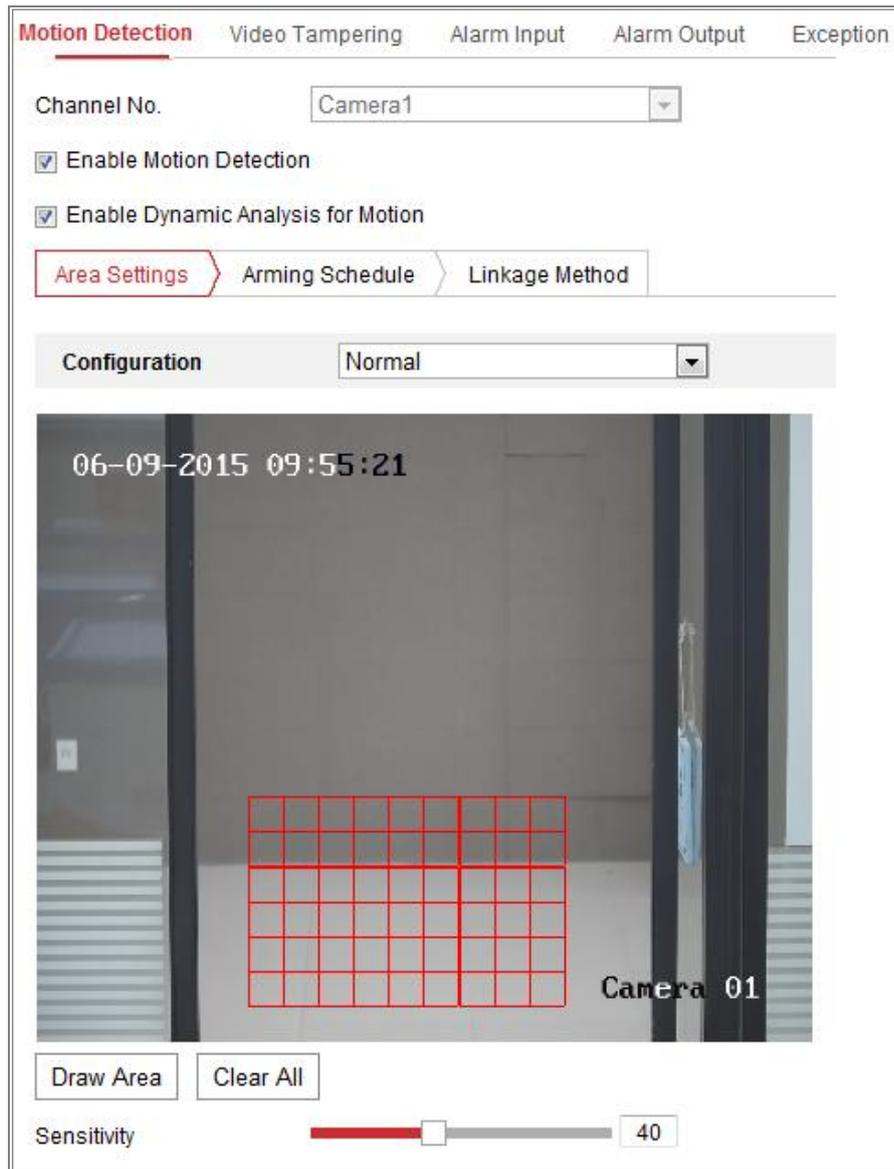 Motion Detection Video Tampering Alarm Input Alarm Output Exception
Channel No. Camera1
Enable Motion Detection
Enable Dynamic Analysis for Motion
Area Settings Arming Schedule Linkage Method
Configuration Normal
06-09-2015 09:55:21
Camera 01
Draw Area Clear All
Sensitivity 40